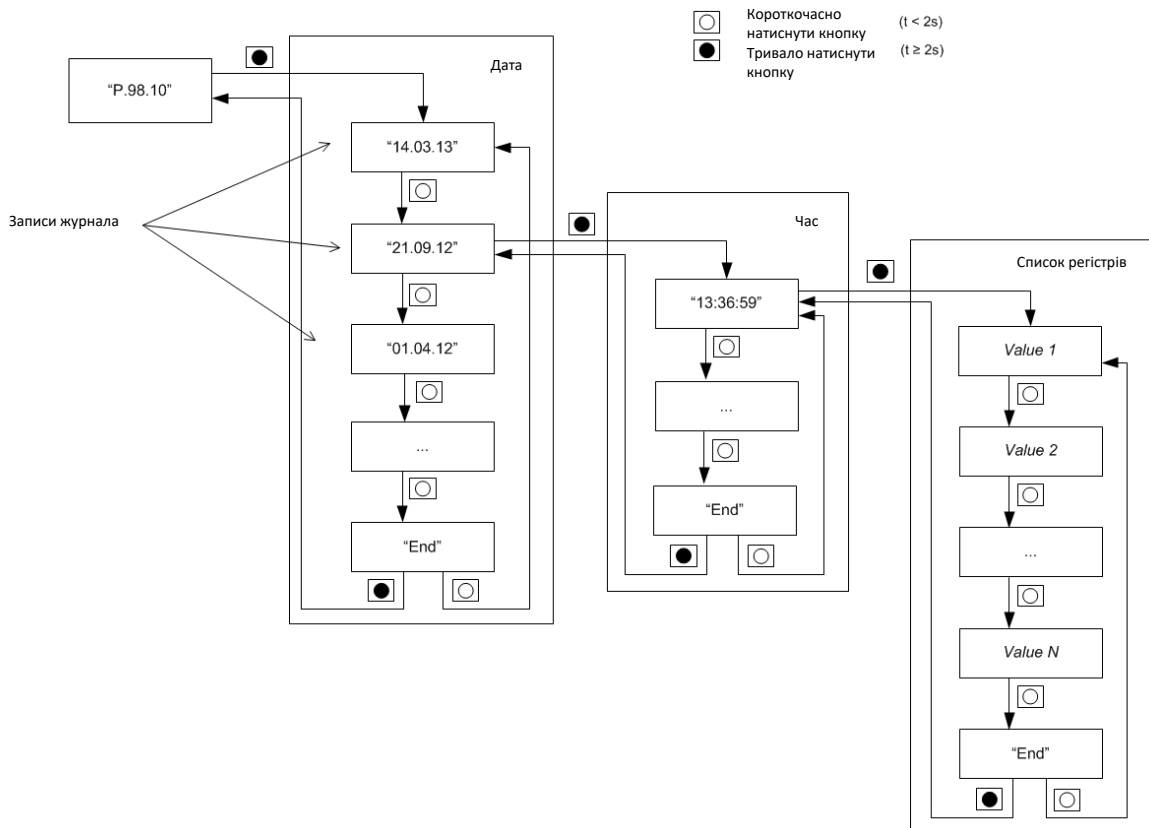 Короткочасно
натиснути кнопку (t < 2s)
Тривало натиснути (t ≥ 2s)
кнопку
Дата
"P.98.10"
"14.03.13"
Записи журнала
"21.09.12"
Час
Список регістрів
"13:36:59"
"01.04.12"
Value 1
...
...
Value 2
"End"
"End"
...
Value N
"End"